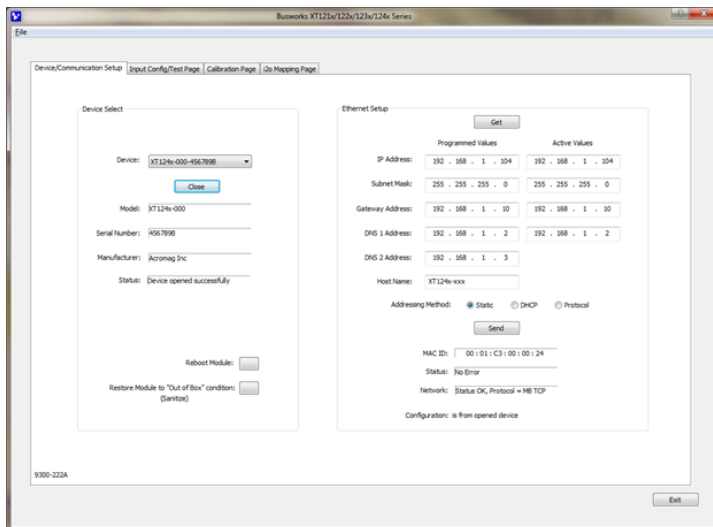 Busworks XT121x/122x/123x/124x Series
File
Device/Communication Setup Input Config/Test Page Calibration Page i2o Mapping Page
Device Select
Device: XT124x-000-456789B
Close
Model: XT124x-000
Serial Number: 456789B
Manufacturer: Acromag Inc
Status: Device opened successfully
Reboot Module:
Restore Module to "Out of Box" condition:
(Sanitize)
Ethernet Setup
Get
Programmed Values Active Values
IP Address: 192 . 168 . 1 . 104 192 . 168 . 1 . 104
Subnet Mask: 255 . 255 . 255 . 0 255 . 255 . 255 . 0
Gateway Address: 192 . 168 . 1 . 10 192 . 168 . 1 . 10
DNS 1 Address: 192 . 168 . 1 . 2 192 . 168 . 1 . 2
DNS 2 Address: 192 . 168 . 1 . 3
Host Name: XT124x-xxx
Addressing Method: Static DHCP Protocol
Send
MAC ID: 00 : 01 : C3 : 00 : 00 : 24
Status: No Error
Network: Status OK, Protocol = MB TCP
Configuration: is from opened device
9300-222A
Exit